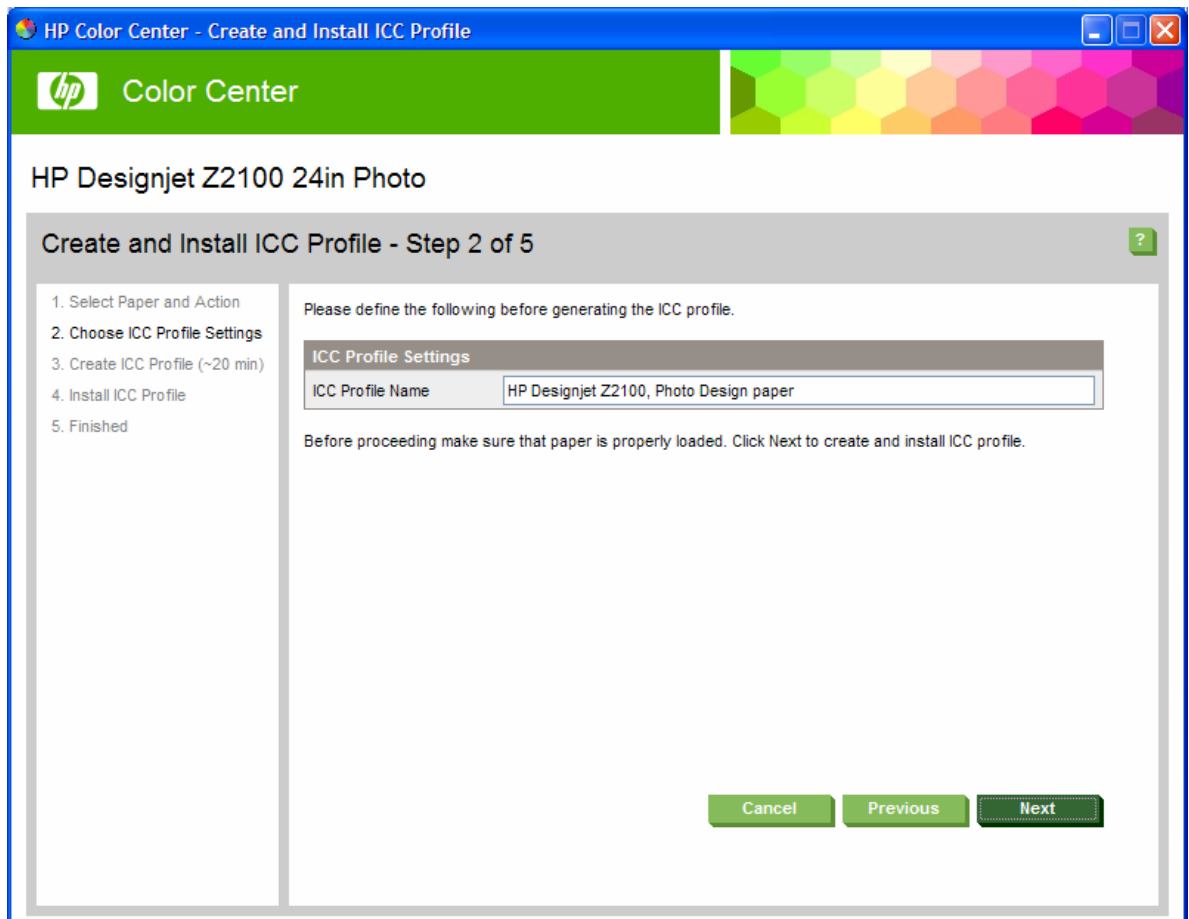 HP Color Center - Create and Install ICC Profile
hp Color Center
HP Designjet Z2100 24in Photo
Create and Install ICC Profile - Step 2 of 5
?
1. Select Paper and Action
2. Choose ICC Profile Settings
3. Create ICC Profile (~20 min)
4. Install ICC Profile
5. Finished
Please define the following before generating the ICC profile.
ICC Profile Settings
ICC Profile Name HP Designjet Z2100, Photo Design paper
Before proceeding make sure that paper is properly loaded. Click Next to create and install ICC profile.
Cancel Previous Next